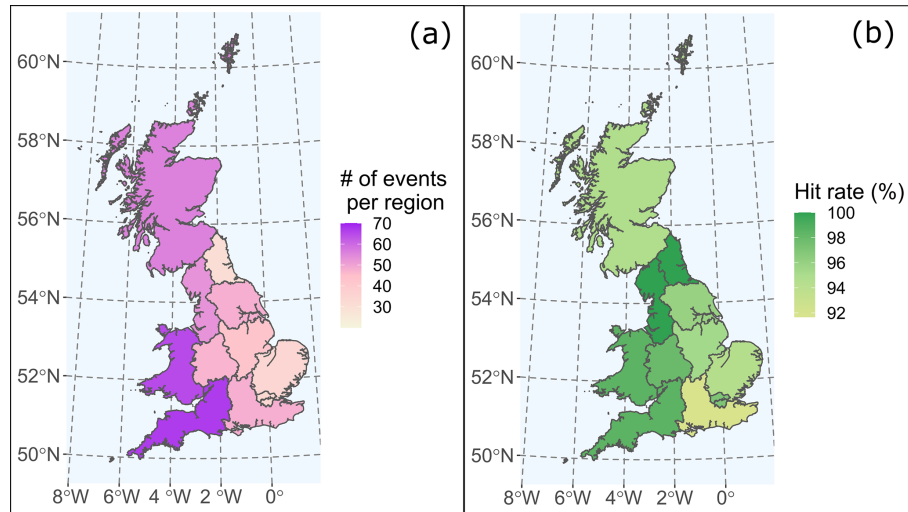 (a)
60°N
58°N
56°N
54°N
52°N
50°N
8°W 6°W 4°W 2°W 0°
# of events
per region
70
60
50
40
30
(b)
60°N
58°N
56°N
54°N
52°N
50°N
8°W 6°W 4°W 2°W 0°
Hit rate (%)
100
98
96
94
92